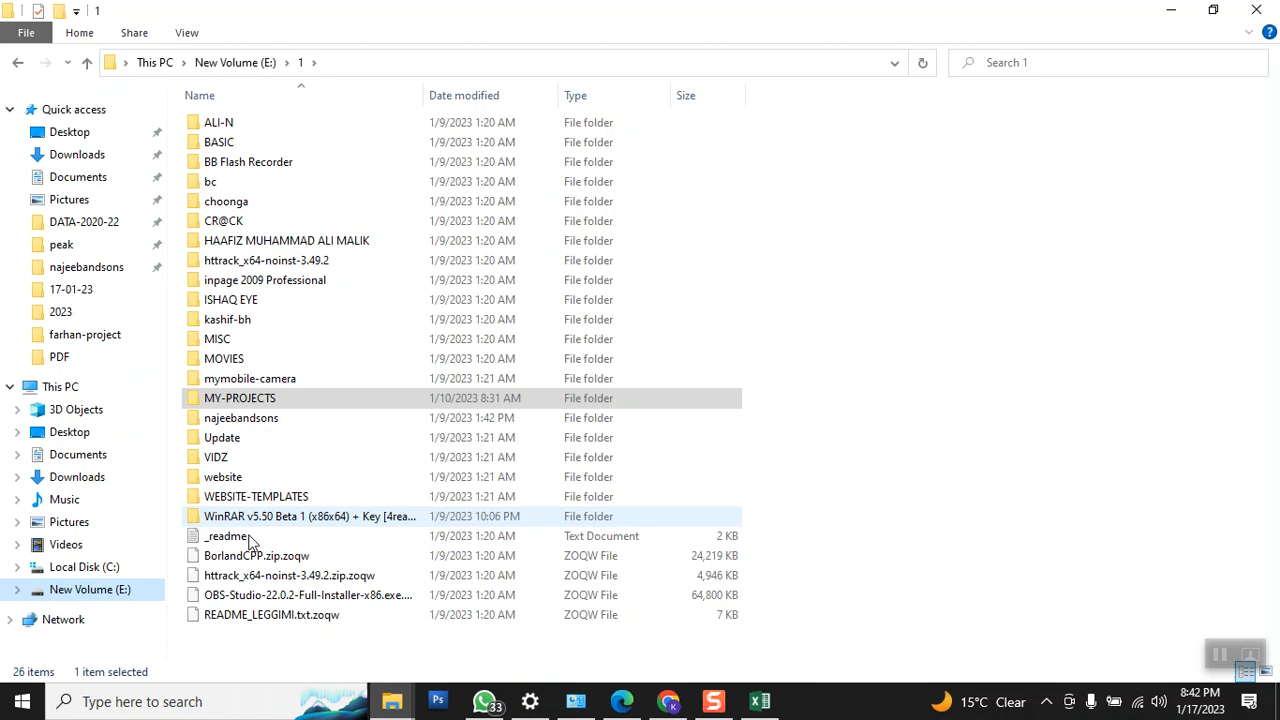 1
File
Home
Share
View
This PC
New Volume (E:)
1
Search 1
Name
Date modified
Type
Size
Quick access
Desktop
Downloads
Documents
Pictures
DATA-2020-22
peak
najeebandsons
17-01-23
2023
farhan-project
PDF
This PC
3D Objects
Desktop
Documents
Downloads
Music
Pictures
Videos
Local Disk (C:)
New Volume (E:)
Network
ALI-N 1/9/2023 1:20 AM File folder
BASIC 1/9/2023 1:20 AM File folder
BB Flash Recorder 1/9/2023 1:20 AM File folder
bc 1/9/2023 1:20 AM File folder
choonga 1/9/2023 1:20 AM File folder
CR@CK 1/9/2023 1:20 AM File folder
HAAFIZ MUHAMMAD ALI MALIK 1/9/2023 1:20 AM File folder
httrack_x64-noinst-3.49.2 1/9/2023 1:20 AM File folder
inpage 2009 Professional 1/9/2023 1:20 AM File folder
ISHAQ EYE 1/9/2023 1:20 AM File folder
kashif-bh 1/9/2023 1:20 AM File folder
MISC 1/9/2023 1:20 AM File folder
MOVIES 1/9/2023 1:20 AM File folder
mymobile-camera 1/9/2023 1:21 AM File folder
MY-PROJECTS 1/10/2023 8:31 AM File folder
najeebandsons 1/9/2023 1:42 PM File folder
Update 1/9/2023 1:21 AM File folder
VIDZ 1/9/2023 1:21 AM File folder
website 1/9/2023 1:21 AM File folder
WEBSITE-TEMPLATES 1/9/2023 1:21 AM File folder
WinRAR v5.50 Beta 1 (x86x64) + Key [4rea... 1/9/2023 10:06 PM File folder
_readme 1/9/2023 1:20 AM Text Document 2 KB
BorlandCPP.zip.zoqw 1/9/2023 1:20 AM ZOQW File 24,219 KB
httrack_x64-noinst-3.49.2.zip.zoqw 1/9/2023 1:20 AM ZOQW File 4,946 KB
OBS-Studio-22.0.2-Full-Installer-x86.exe.... 1/9/2023 1:20 AM ZOQW File 64,800 KB
README_LEGGIMI.txt.zoqw 1/9/2023 1:20 AM ZOQW File 7 KB
26 items
1 item selected
Type here to search
Ps
33
K
S
15°C Clear
8:42 PM
1/17/2023